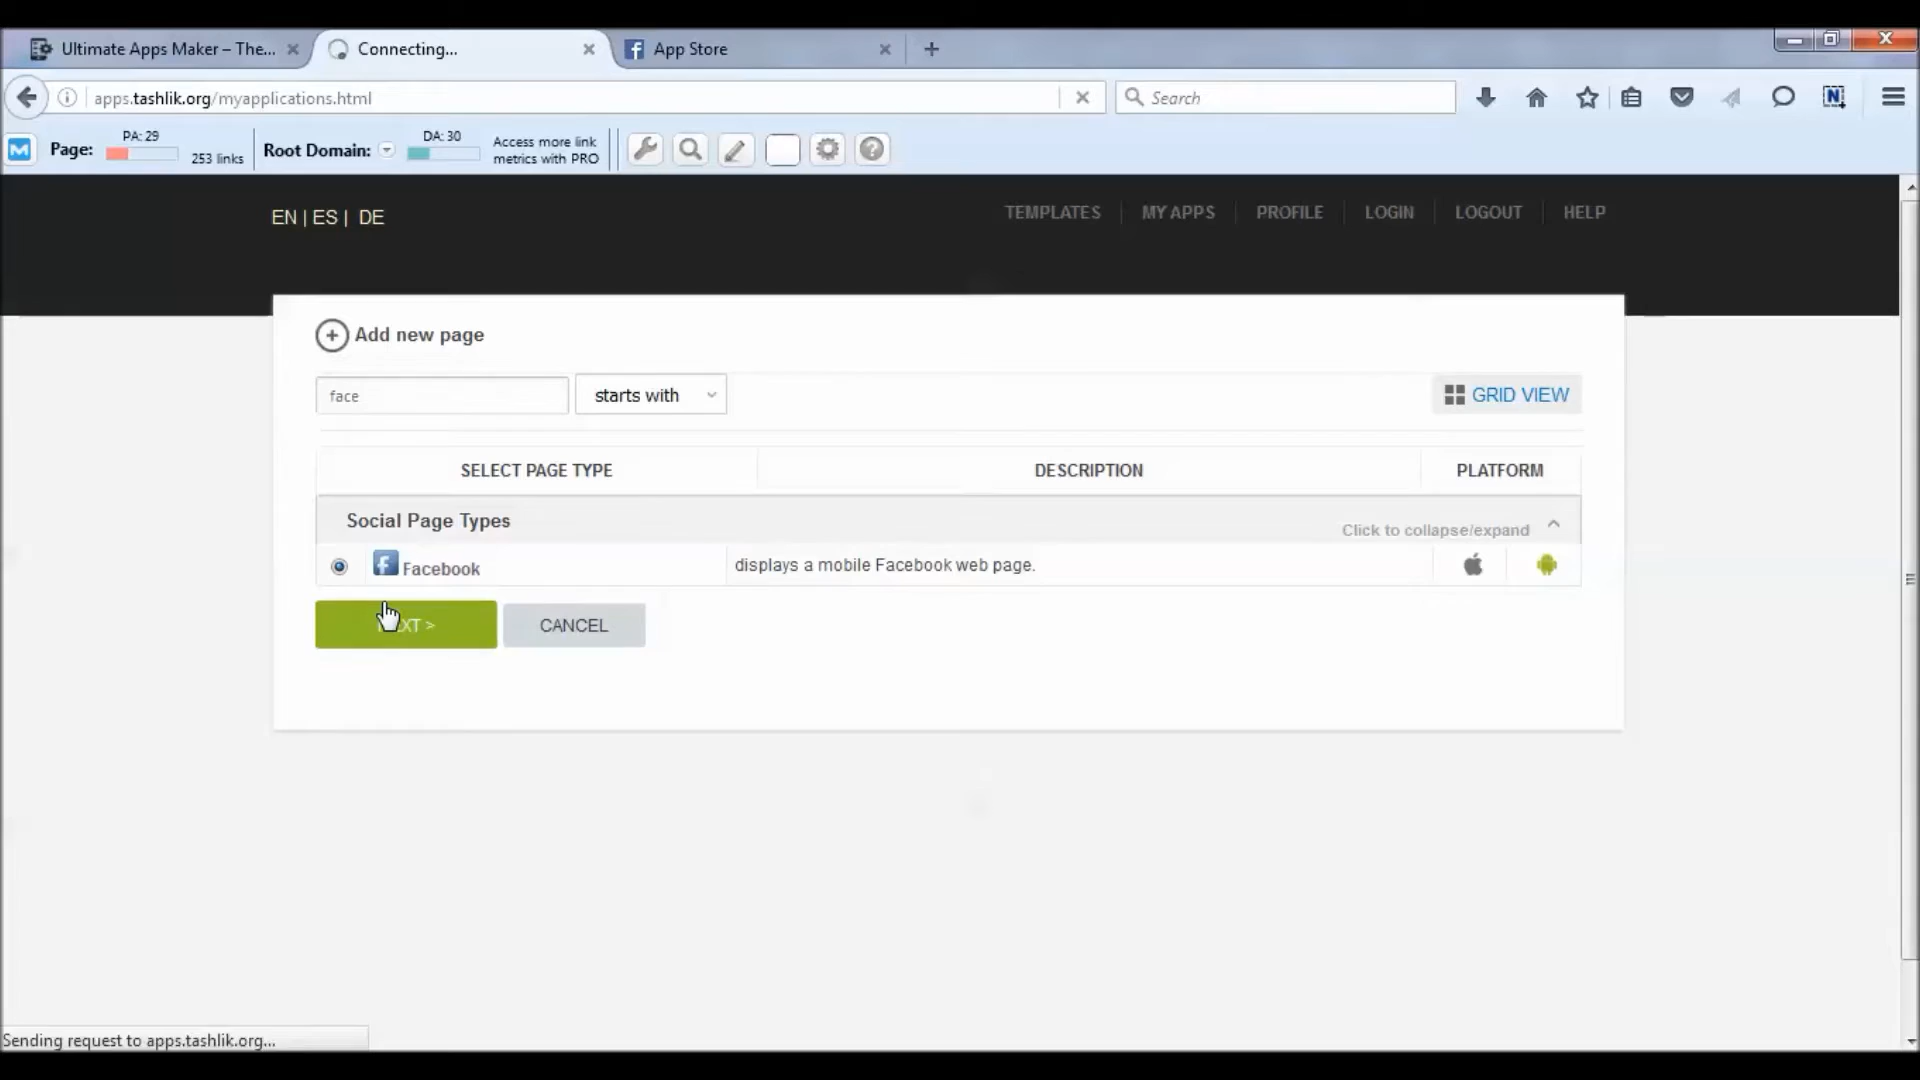 Ultimate Apps Maker – The...
Connecting...
App Store
apps.tashlik.org/myapplications.html
Search
Page:
PA: 29
253 links
Root Domain:
DA: 30
Access more link
metrics with PRO
EN | ES | DE
TEMPLATES
MY APPS
PROFILE
LOGIN
LOGOUT
HELP
Add new page
face
starts with
GRID VIEW
SELECT PAGE TYPE
DESCRIPTION
PLATFORM
Social Page Types
Click to collapse/expand
Facebook
displays a mobile Facebook web page.
CANCEL
Sending request to apps.tashlik.org...